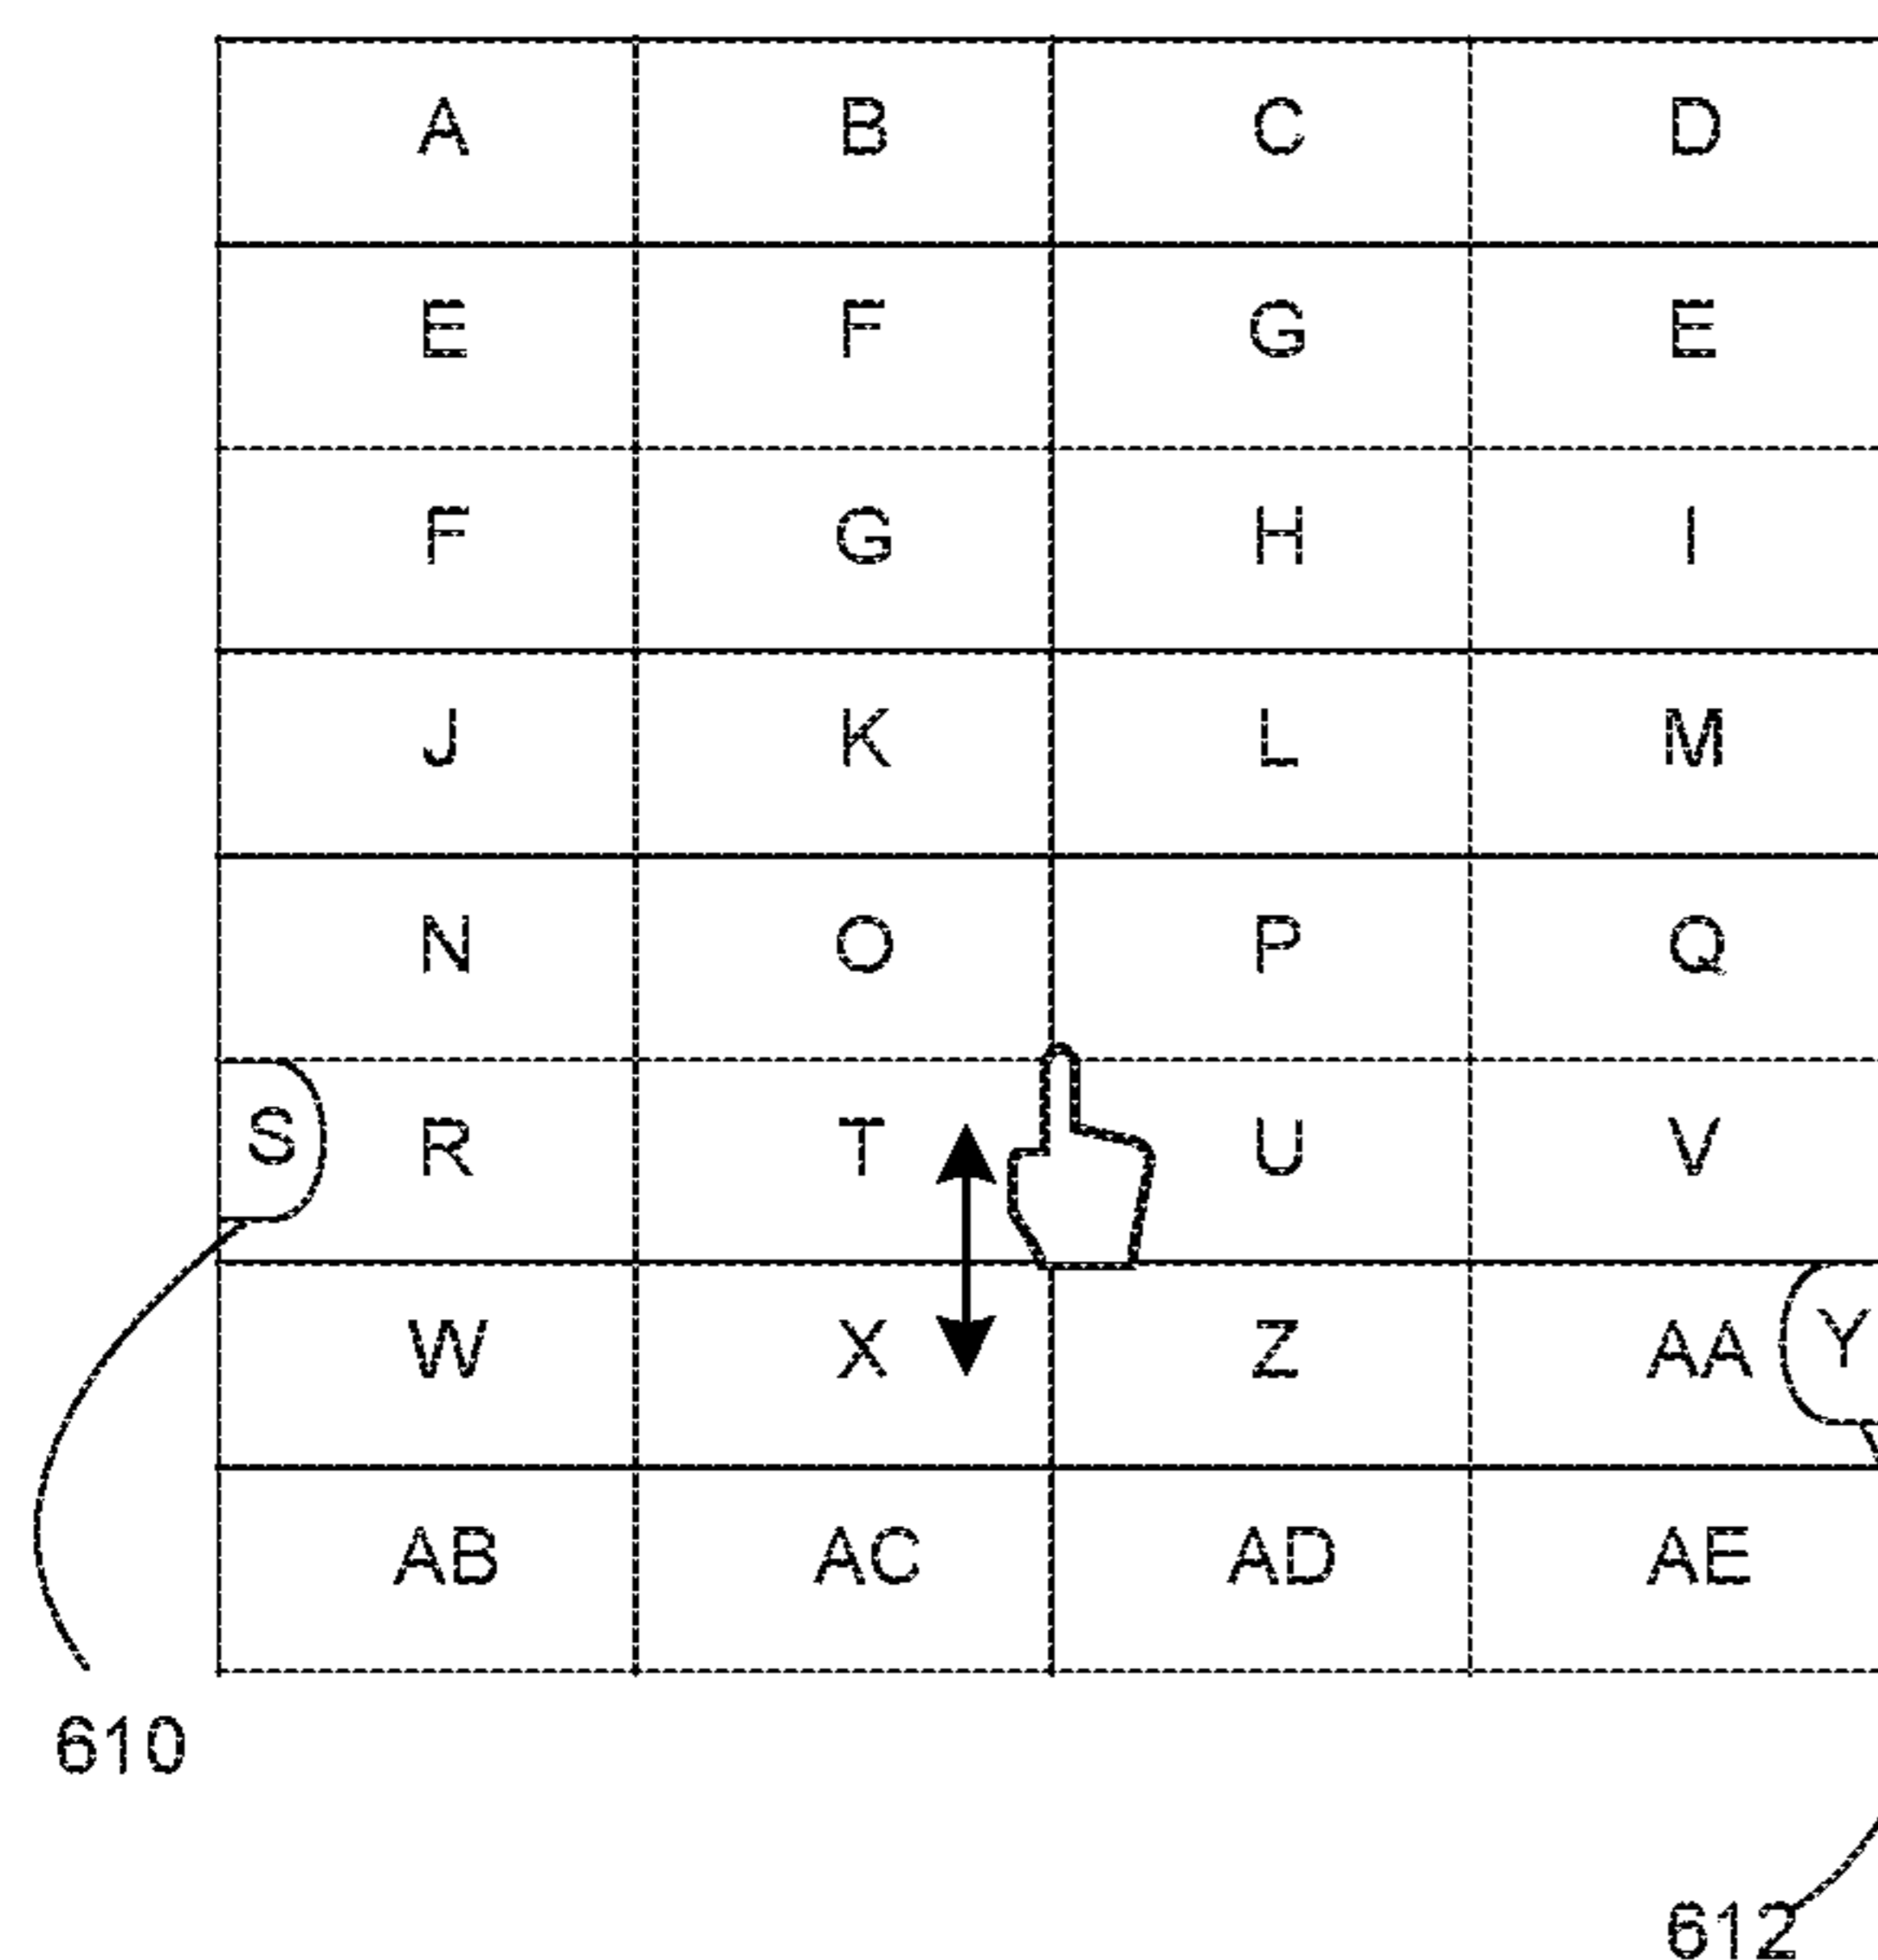 A B C D
E F G E
F G H I
J K L M
N O P Q
S R T U V
W X Z AA Y
AB AC AD AE
610
612